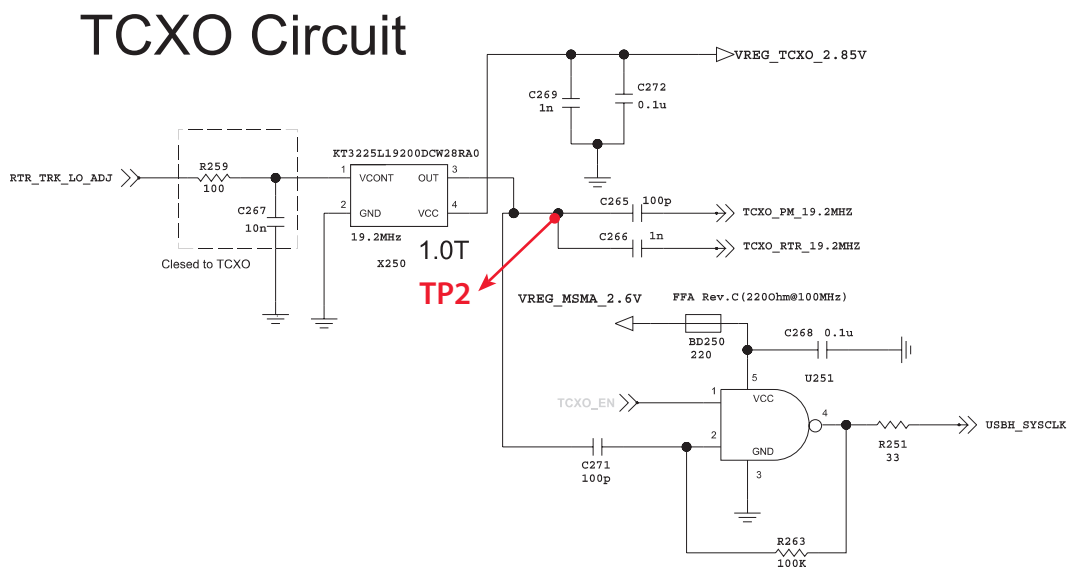 TCXO Circuit
VREG_TCXO_2.85V
C269
1n
C272
0.1u
KT3225L19200DCW28RA0
RTR_TRK_LO_ADJ
R259
100
1
VCONT
OUT
3
2
GND
VCC
4
C267
10n
19.2MHz
X250
1.0T
Clesed to TCXO
C265
100p
TCXO_PM_19.2MHZ
C266
1n
TCXO_RTR_19.2MHZ
TP2
VREG_MSMA_2.6V
FFA Rev.C(220Ohm@100MHz)
BD250
220
C268
0.1u
U251
5
VCC
TCXO_EN
1
2
GND
3
4
R251
33
USBH_SYSCLK
C271
100p
R263
100K